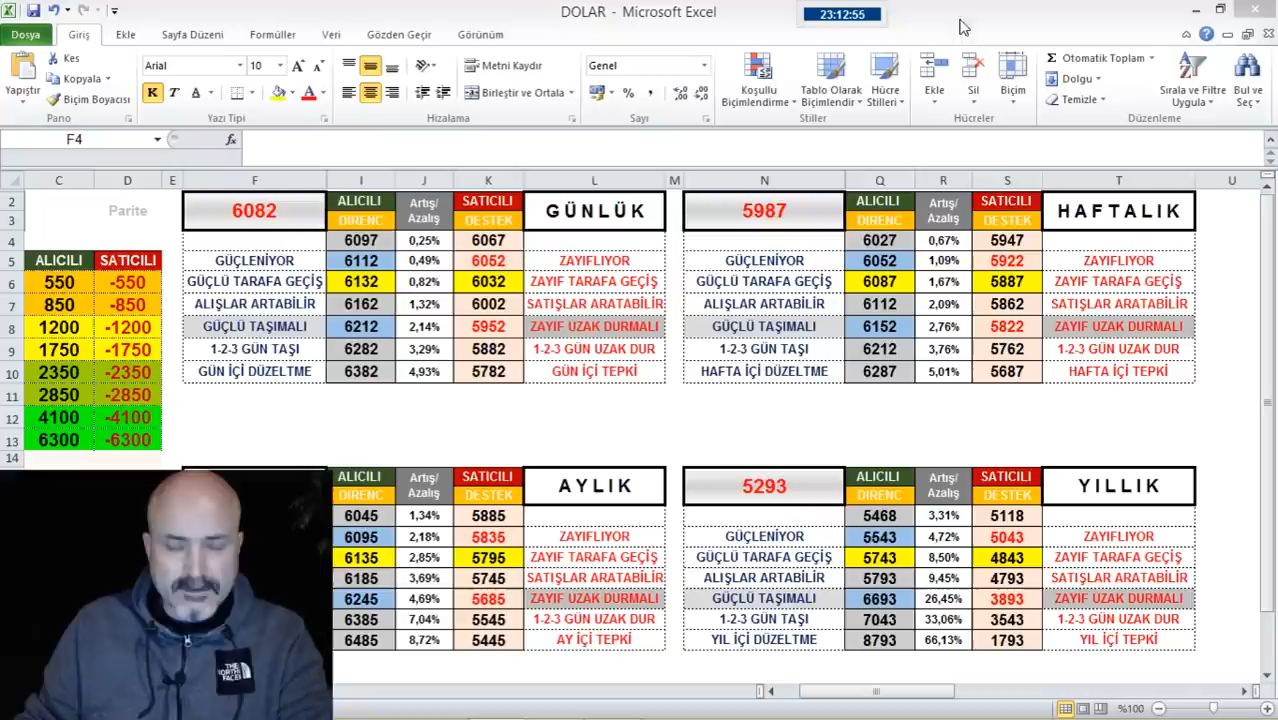 DOLAR - Microsoft Excel
23:12:55
Dosya Giriş Ekle Sayfa Düzeni Formüller Veri Gözden Geçir Görünüm
Yapıştır
Kes
Kopyala
Biçim Boyacısı
Pano
Arial 10
K T A
Yazı Tipi
Metni Kaydır
Birleştir ve Ortala
Hizalama
Genel
%
Sayı
Koşullu Biçimlendirme
Tablo Olarak Biçimlendir
Hücre Stilleri
Stiller
Ekle Sil Biçim
Hücreler
Σ Otomatik Toplam
Dolgu
Temizle
Sırala ve Filtre Uygula
Bul ve Seç
Düzenleme
F4 fx
C D E F I J K L M N Q R S T U
2 6082 ALICILI Artış/ SATICILI GÜNLÜK 5987 ALICILI Artış/ SATICILI HAFTALIK
3 Parite DIRENC Azalış DESTEK DIRENC Azalış DESTEK
4 6097 0,25% 6067 6027 0,67% 5947
5 ALICILI SATICILI GÜÇLENİYOR 6112 0,49% 6052 ZAYIFLIYOR GÜÇLENİYOR 6052 1,09% 5922 ZAYIFLIYOR
6 550 -550 GÜÇLÜ TARAFA GEÇİŞ 6132 0,82% 6032 ZAYIF TARAFA GEÇİŞ GÜÇLÜ TARAFA GEÇİŞ 6087 1,67% 5887 ZAYIF TARAFA GEÇİŞ
7 850 -850 ALIŞLAR ARTABİLİR 6162 1,32% 6002 SATIŞLAR ARATABİLİR ALIŞLAR ARTABİLİR 6112 2,09% 5862 SATIŞLAR ARATABİLİR
8 1200 -1200 GÜÇLÜ TAŞIMALI 6212 2,14% 5952 ZAYIF UZAK DURMALI GÜÇLÜ TAŞIMALI 6152 2,76% 5822 ZAYIF UZAK DURMALI
9 1750 -1750 1-2-3 GÜN TAŞI 6282 3,29% 5882 1-2-3 GÜN UZAK DUR 1-2-3 GÜN TAŞI 6212 3,76% 5762 1-2-3 GÜN UZAK DUR
10 2350 -2350 GÜN İÇİ DÜZELTME 6382 4,93% 5782 GÜN İÇİ TEPKİ HAFTA İÇİ DÜZELTME 6287 5,01% 5687 HAFTA İÇİ TEPKİ
11 2850 -2850
12 4100 -4100
13 6300 -6300
14
ALICILI Artış/ SATICILI AYLIK 5293 ALICILI Artış/ SATICILI YILLIK
DIRENC Azalış DESTEK DIRENC Azalış DESTEK
6045 1,34% 5885 5468 3,31% 5118
6095 2,18% 5835 ZAYIFLIYOR GÜÇLENİYOR 5543 4,72% 5043 ZAYIFLIYOR
6135 2,85% 5795 ZAYIF TARAFA GEÇİŞ GÜÇLÜ TARAFA GEÇİŞ 5743 8,50% 4843 ZAYIF TARAFA GEÇİŞ
6185 3,69% 5745 SATIŞLAR ARATABİLİR ALIŞLAR ARTABİLİR 5793 9,45% 4793 SATIŞLAR ARATABİLİR
6245 4,69% 5685 ZAYIF UZAK DURMALI GÜÇLÜ TAŞIMALI 6693 26,45% 3893 ZAYIF UZAK DURMALI
6385 7,04% 5545 1-2-3 GÜN UZAK DUR 1-2-3 GÜN TAŞI 7043 33,06% 3543 1-2-3 GÜN UZAK DUR
6485 8,72% 5445 AY İÇİ TEPKİ YIL İÇİ DÜZELTME 8793 66,13% 1793 YIL İÇİ TEPKİ
THE NORTH FACE
%100